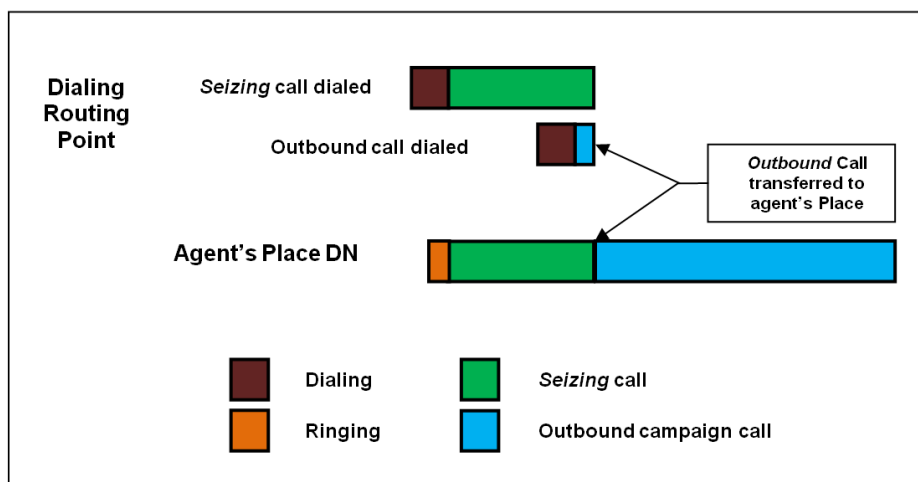 Dialing
Routing
Point
Seizing call dialed
Outbound call dialed
Outbound Call
transferred to
agent's Place
Agent's Place DN
Dialing
Seizing call
Ringing
Outbound campaign call